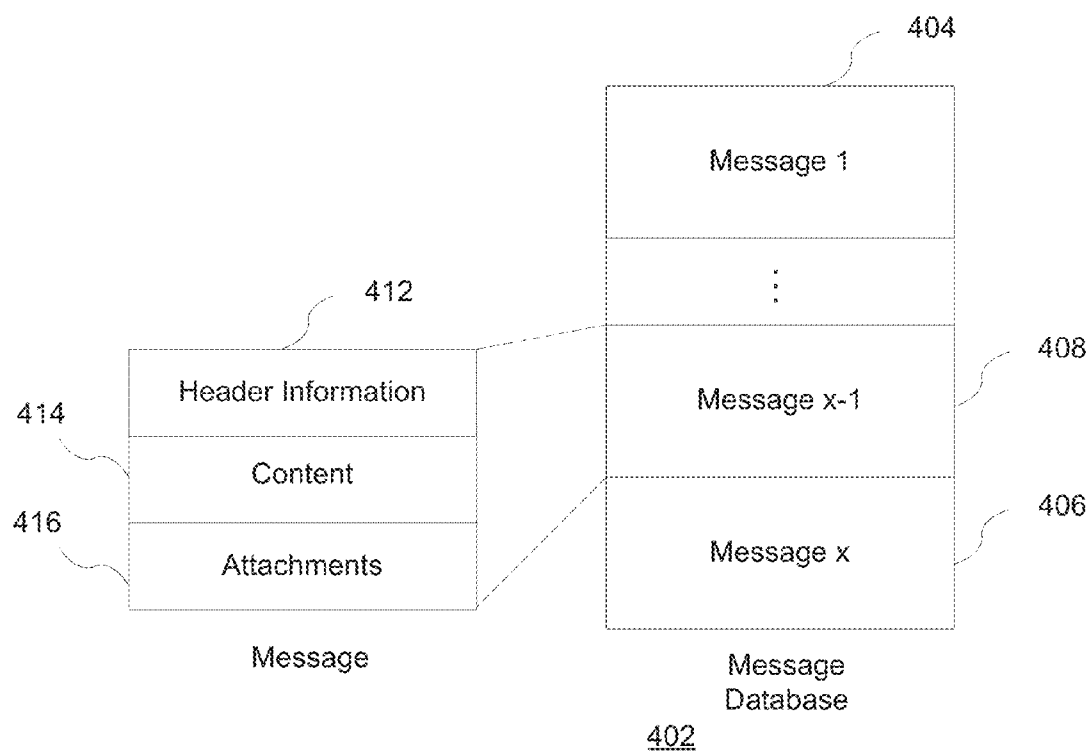 404
Message 1
⋮
412
408
Header Information
Message x-1
414
Content
416
406
Attachments
Message x
Message
Message
Database
402